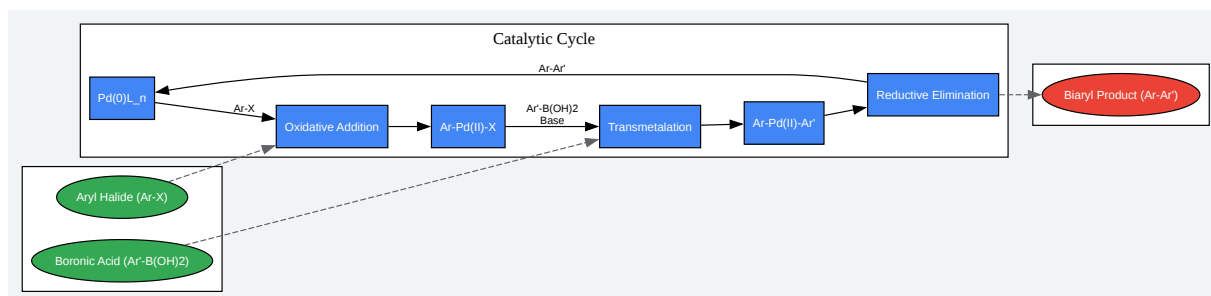 Catalytic Cycle
Ar-Ar'
Pd(0)L_n
Ar-X
Oxidative Addition
Ar-Pd(II)-X
Ar'-B(OH)2
Base
Transmetalation
Ar-Pd(II)-Ar'
Reductive Elimination
Biaryl Product (Ar-Ar')
Aryl Halide (Ar-X)
Boronic Acid (Ar'-B(OH)2)